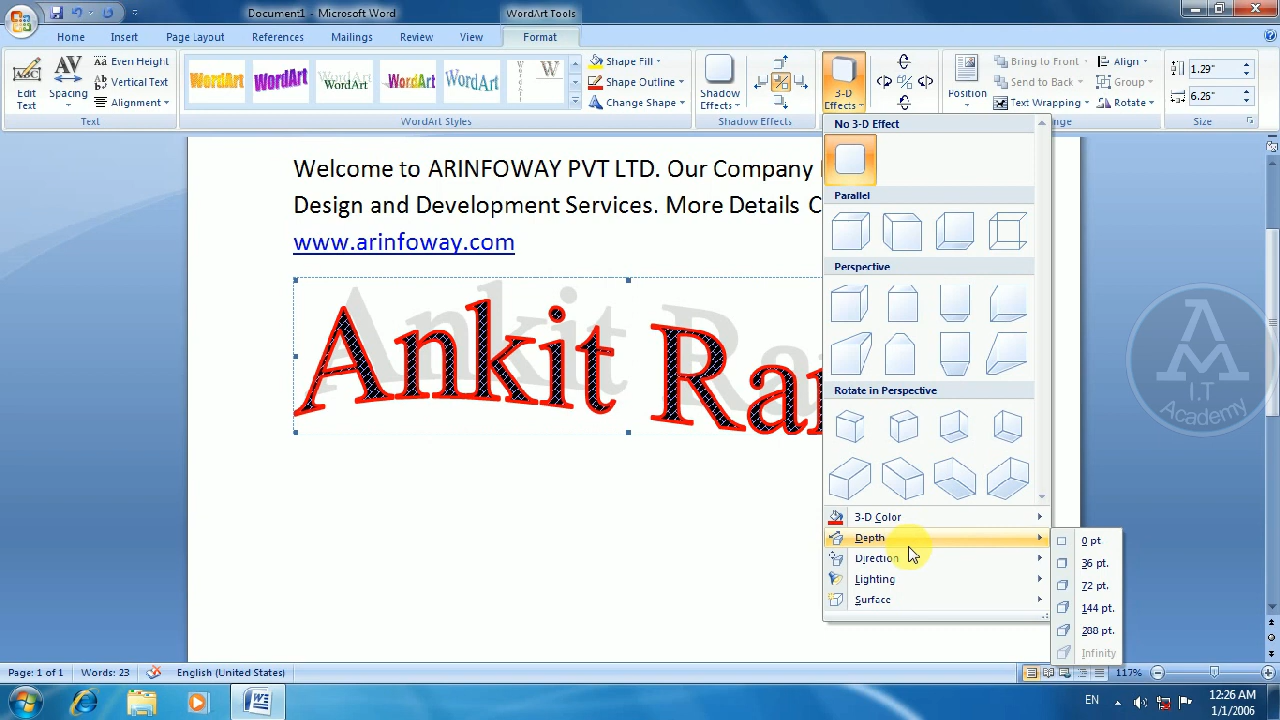 Document1 - Microsoft Word
WordArt Tools
Home Insert Page Layout References Mailings Review View Format
Edit Text
Spacing
Even Height
Vertical Text
Alignment
Text
WordArt WordArt WordArt WordArt WordArt W
WordArt Styles
Shape Fill
Shape Outline
Change Shape
Shadow Effects
Shadow Effects
3-D Effects
Position
Bring to Front
Send to Back
Text Wrapping
Align
Group
Rotate
1.29"
6.25"
Size
No 3-D Effect
Parallel
Perspective
Rotate in Perspective
3-D Color
Depth
Direction
Lighting
Surface
0 pt.
36 pt.
72 pt.
144 pt.
288 pt.
Infinity
Welcome to ARINFOWAY PVT LTD. Our Company
Design and Development Services. More Details
www.arinfoway.com
Ankit
AM
I.T
Academy
Page: 1 of 1 Words: 23 English (United States) 117%
EN
12:26 AM
1/1/2006